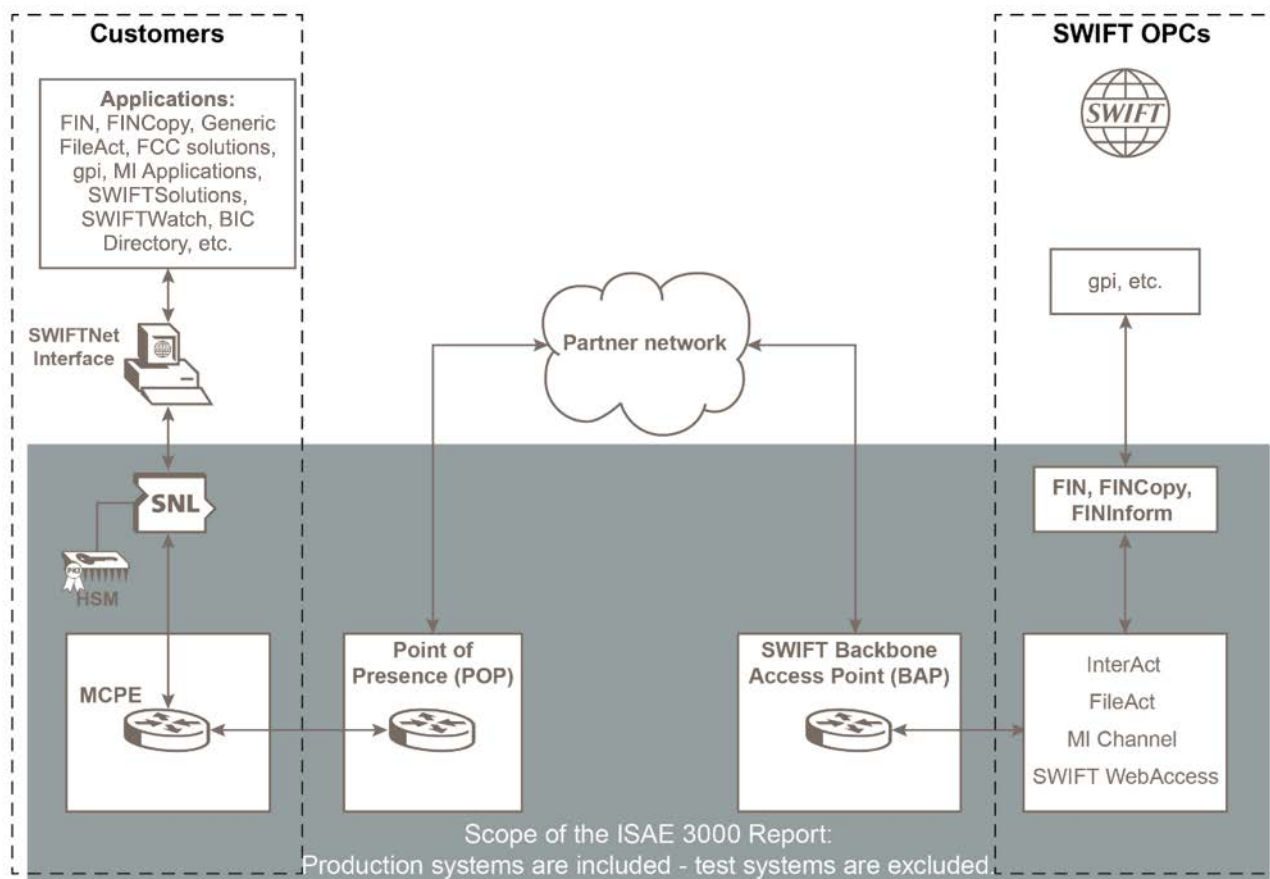 Customers
Applications:
FIN, FINCopy, Generic
FileAct, FCC solutions,
gpi, MI Applications,
SWIFTSolutions,
SWIFTWatch, BIC
Directory, etc.
SWIFTNet
Interface
SNL
PKI
HSM
MCPE
Point of
Presence (POP)
Partner network
SWIFT Backbone
Access Point (BAP)
SWIFT OPCs
SWIFT
gpi, etc.
FIN, FINCopy,
FINInform
InterAct
FileAct
MI Channel
SWIFT WebAccess
Scope of the ISAE 3000 Report:
Production systems are included - test systems are excluded.